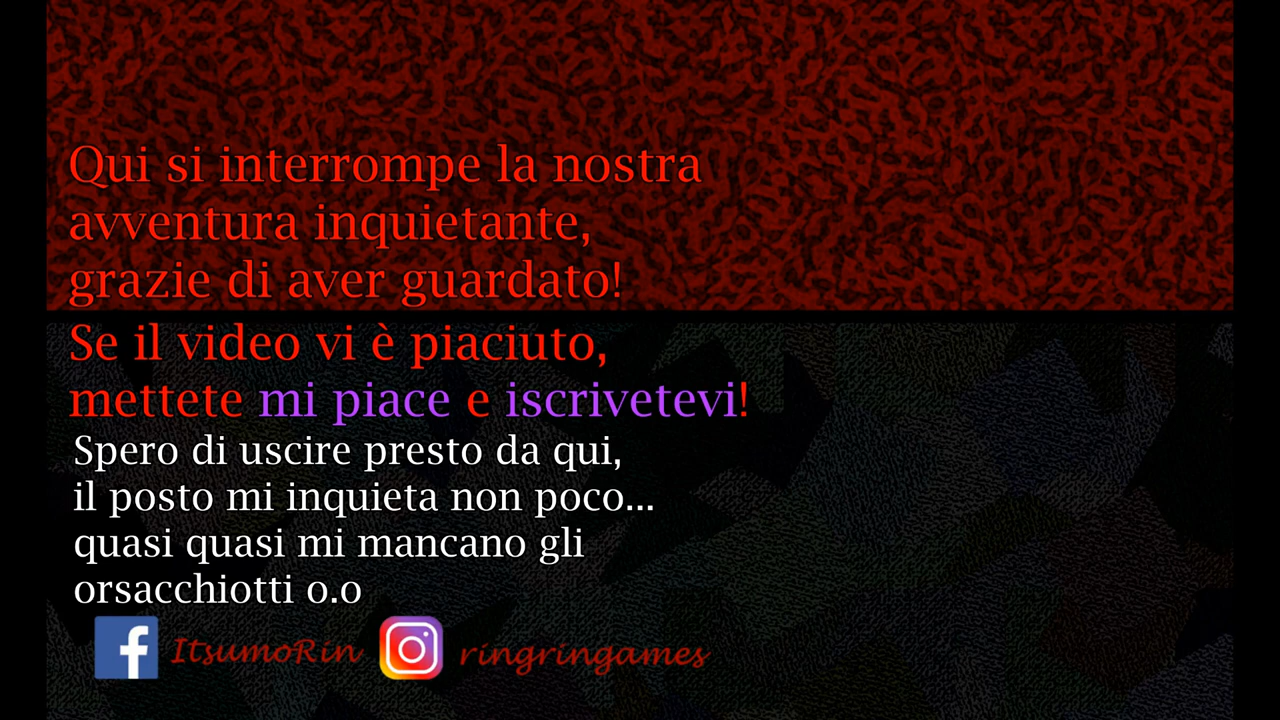 Qui si interrompe la nostra
avventura inquietante,
grazie di aver guardato!
Se il video vi è piaciuto,
mettete mi piace e iscrivetevi!
Spero di uscire presto da qui,
il posto mi inquieta non poco...
quasi quasi mi mancano gli
orsacchiotti o.o
ItsumoRin ringringames